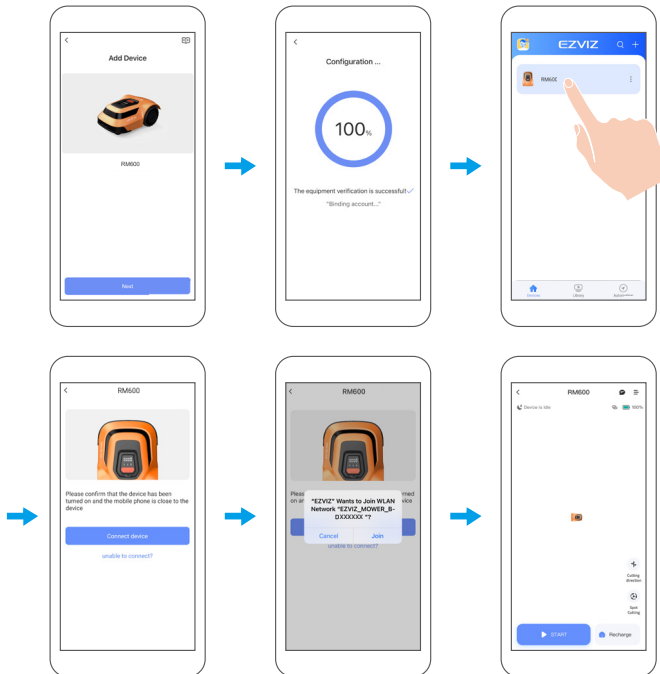 Add Device
RM600
Next
Configuration ...
100%
The equipment verification is successful!
"Binding account..."
EZVIZ
RM600
Devices
Library
RM600
Please confirm that the device has been
turned on and the mobile phone is close to the
device
Connect device
unable to connect?
RM600
"EZVIZ" Wants to Join WLAN
Network "EZVIZ_MOWER_B-
DXXXXXX "?
Cancel
Join
unable to connect?
RM600
Device is idle
100%
Cutting
direction
Spot
Cutting
START
Recharge